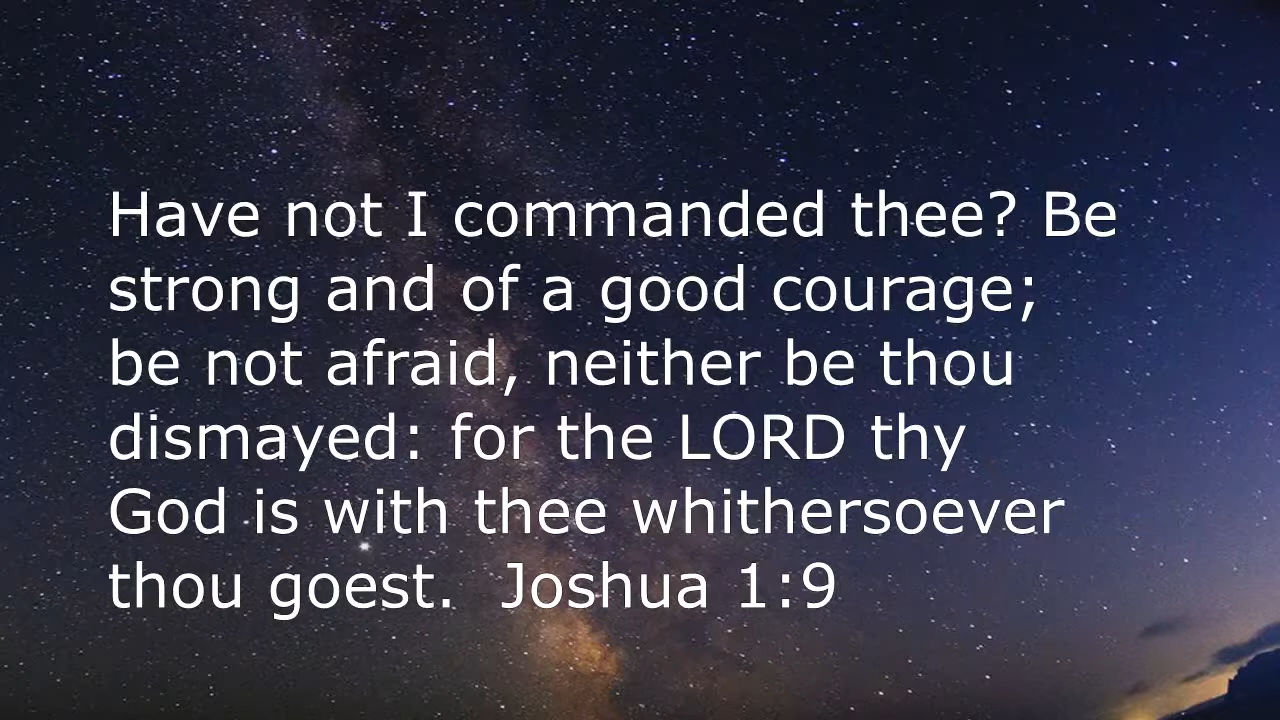 Have not I commanded thee? Be
strong and of a good courage;
be not afraid, neither be thou
dismayed: for the LORD thy
God is with thee whithersoever
thou goest.  Joshua 1:9